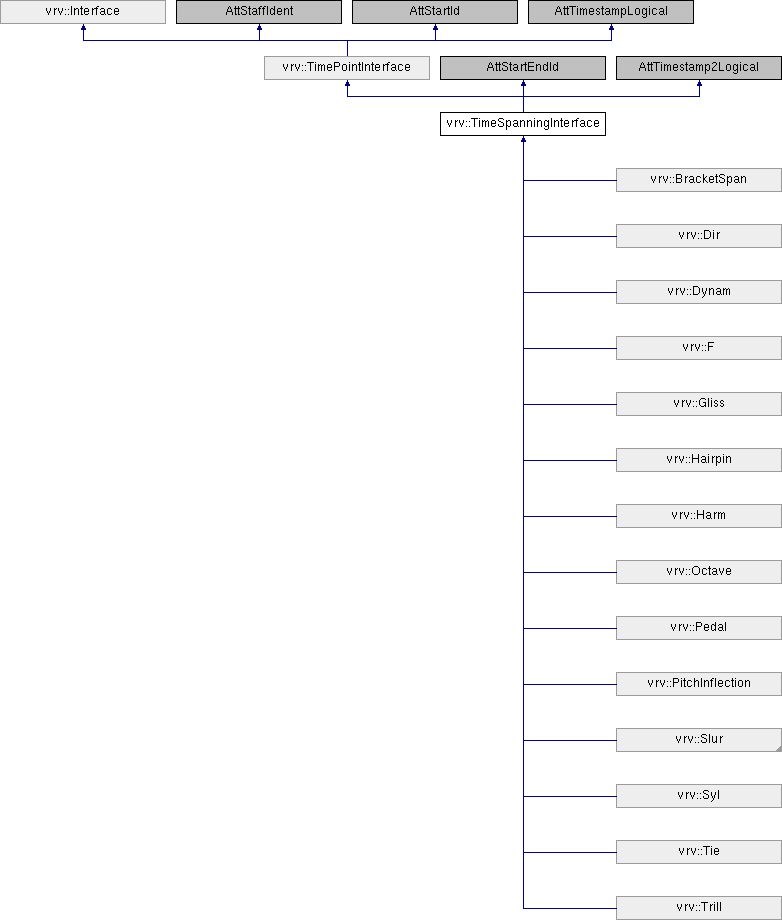 vrv::Interface
AttStaffIdent
AttStartId
AttTimestampLogical
vrv::TimePointInterface
AttStartEndId
AttTimestamp2Logical
vrv::TimeSpanningInterface
vrv::BracketSpan
vrv::Dir
vrv::Dynam
vrv::F
vrv::Gliss
vrv::Hairpin
vrv::Harm
vrv::Octave
vrv::Pedal
vrv::PitchInflection
vrv::Slur
vrv::Syl
vrv::Tie
vrv::Trill